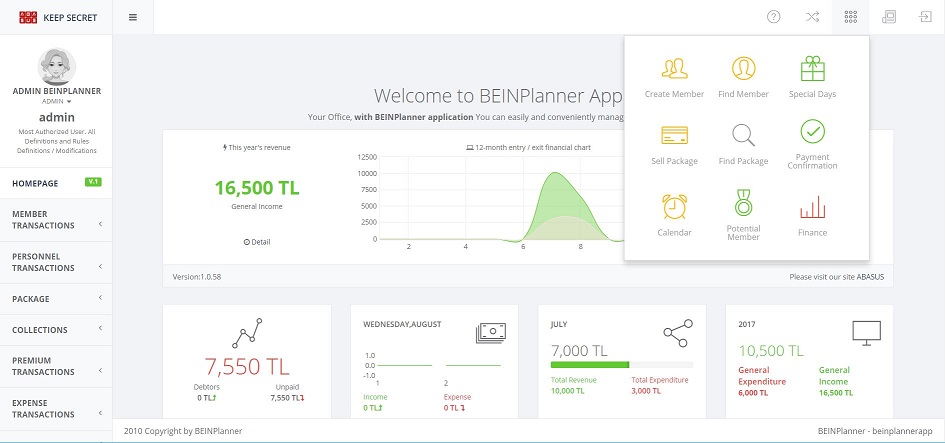 KEEP SECRET
ADMIN BEINPLANNER
ADMIN
admin
Most Authorized User. All
Definitions and Rules
Definitions / Modifications
HOMEPAGE
V.1
MEMBER
TRANSACTIONS
PERSONNEL
TRANSACTIONS
PACKAGE
COLLECTIONS
PREMIUM
TRANSACTIONS
EXPENSE
TRANSACTIONS
Welcome to BEINPlanner App
Your Office, with BEINPlanner application You can easily and conveniently manag
This year's revenue
16,500 TL
General Income
Detail
12-month entry / exit financial chart
12500
10000
7500
5000
2500
0
2 4 6 8
Version:1.0.58
Please visit our site ABASUS
Create Member
Find Member
Special Days
Sell Package
Find Package
Payment
Confirmation
Calendar
Potential
Member
Finance
7,550 TL
Debtors
0 TL
Unpaid
7,550 TL
WEDNESDAY,AUGUST
1.0
0.0
-1.0
1 2
Income
0 TL
Expense
0 TL
JULY
7,000 TL
Total Revenue
10,000 TL
Total Expenditure
3,000 TL
2017
10,500 TL
General
Expenditure
6,000 TL
General
Income
16,500 TL
2010 Copyright by BEINPlanner
BEINPlanner - beinplannerapp